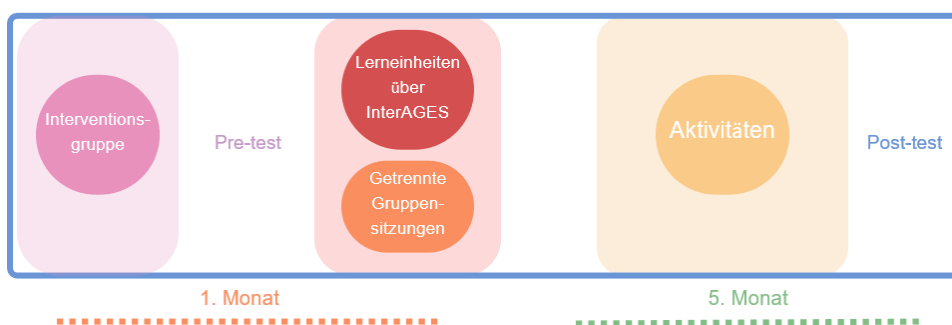 Interventions-
gruppe
Pre-test
Lerneinheiten
über
InterAGES
Getrennte
Gruppen-
sitzungen
Aktivitäten
Post-test
1. Monat
5. Monat